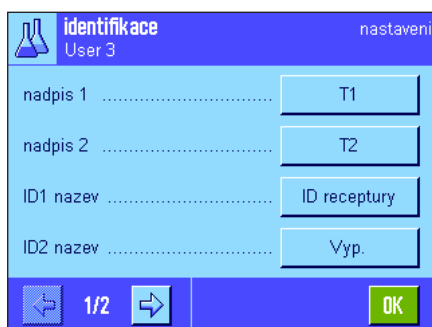 identifikace
nastaveni
User 3
nadpis 1 .............................. T1
nadpis 2 .............................. T2
ID1 nazev ............................. ID receptury
ID2 nazev ............................. Vyp.
1/2
OK